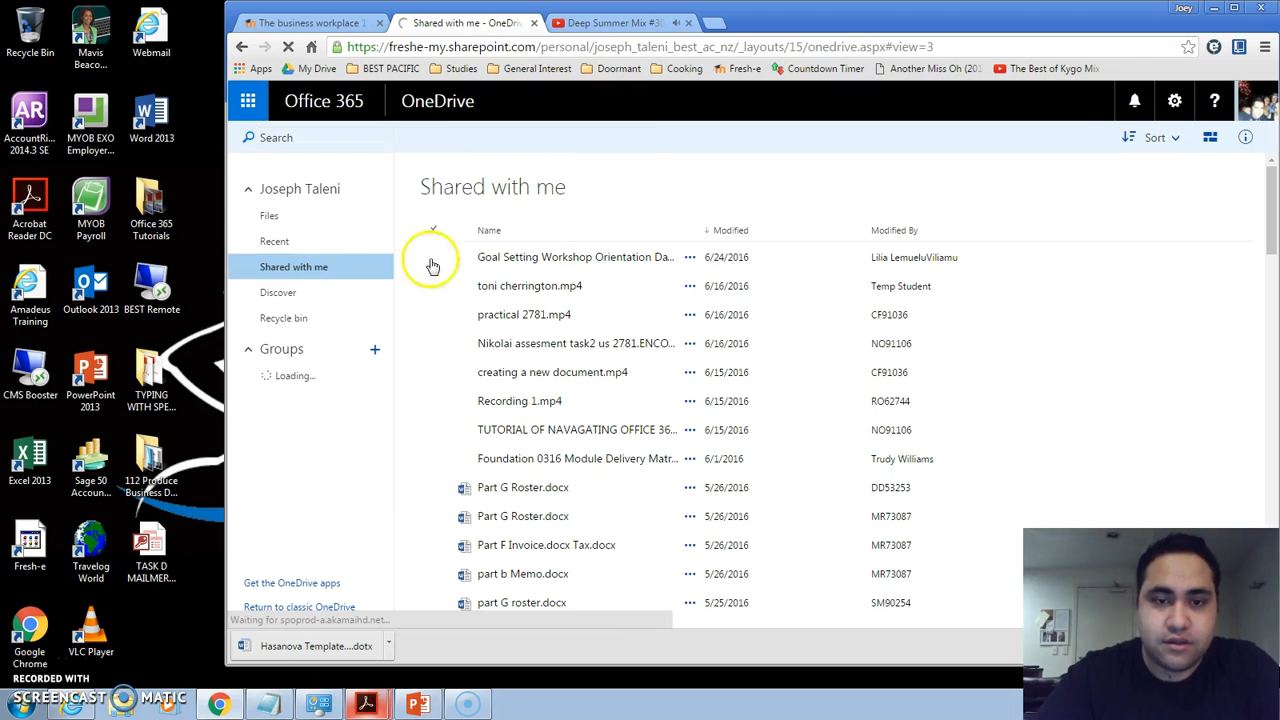 Joey
The business workplace 1
Shared with me - OneDriv
Deep Summer Mix #30
https://freshe-my.sharepoint.com/personal/joseph_taleni_best_ac_nz/_layouts/15/onedrive.aspx#view=3
Apps My Drive BEST PACIFIC Studies General Interest Doormant Cooking Fresh-e Countdown Timer Another Miss Oh (201 The Best of Kygo Mix
Office 365 OneDrive
Search
Sort
Joseph Taleni
Files
Recent
Shared with me
Discover
Recycle bin
Groups
Loading...
Get the OneDrive apps
Return to classic OneDrive
Shared with me
Name Modified Modified By
Goal Setting Workshop Orientation Da... 6/24/2016 Lilia LemueluViliamu
toni cherrington.mp4 6/16/2016 Temp Student
practical 2781.mp4 6/16/2016 CF91036
Nikolai assesment task2 us 2781.ENCO... 6/16/2016 NO91106
creating a new document.mp4 6/15/2016 CF91036
Recording 1.mp4 6/15/2016 RO62744
TUTORIAL OF NAVAGATING OFFICE 36... 6/15/2016 NO91106
Foundation 0316 Module Delivery Matr... 6/1/2016 Trudy Williams
Part G Roster.docx 5/26/2016 DD53253
Part G Roster.docx 5/26/2016 MR73087
Part F Invoice.docx Tax.docx 5/26/2016 MR73087
part b Memo.docx 5/26/2016 MR73087
part G roster.docx 5/25/2016 SM90254
Waiting for spoprod-a.akamaihd.net...
Hasanova Template....dotx
Recycle Bin
Mavis Beaco...
Webmail
AccountRi... 2014.3 SE
MYOB EXO Employer...
Word 2013
Acrobat Reader DC
MYOB Payroll
Office 365 Tutorials
Amadeus Training
Outlook 2013
BEST Remote
CMS Booster
PowerPoint 2013
TYPING WITH SPE...
Excel 2013
Sage 50 Accoun...
112 Produce Business D...
Fresh-e
Travelog World
TASK D MAILMER...
Google Chrome
VLC Player
RECORDED WITH
SCREENCAST MATIC